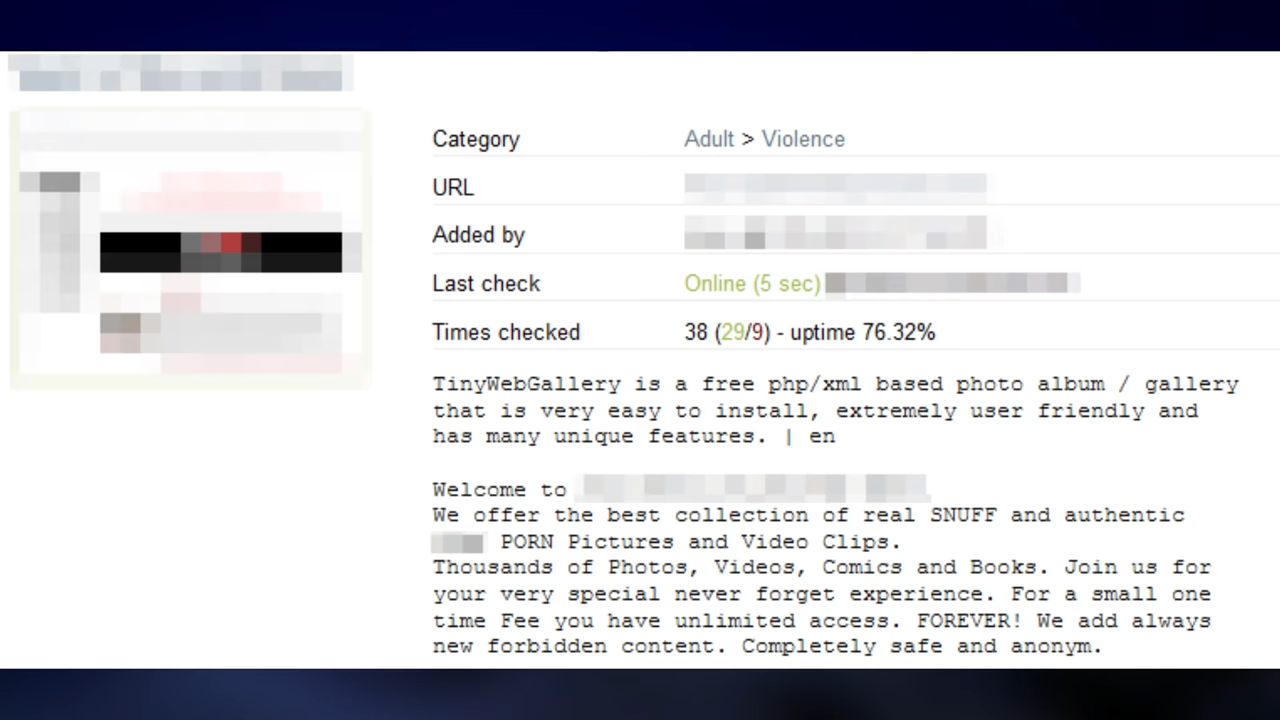 Category Adult > Violence
URL
Added by
Last check Online (5 sec)
Times checked 38 (29/9) - uptime 76.32%
TinyWebGallery is a free php/xml based photo album / gallery
that is very easy to install, extremely user friendly and
has many unique features. | en
Welcome to
We offer the best collection of real SNUFF and authentic
PORN Pictures and Video Clips.
Thousands of Photos, Videos, Comics and Books. Join us for
your very special never forget experience. For a small one
time Fee you have unlimited access. FOREVER! We add always
new forbidden content. Completely safe and anonym.